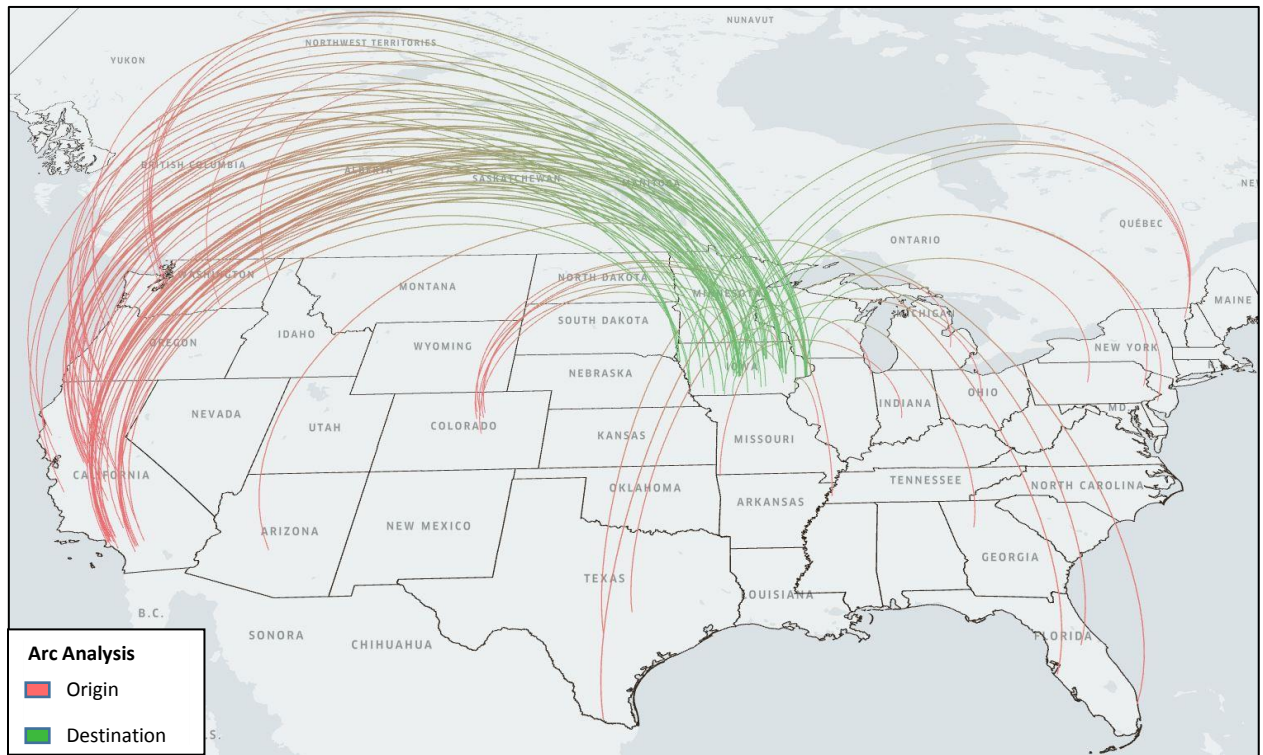 NUNAVUT
NORTHWEST TERRITORIES
YUKON
BRITISH COLUMBIA
ALBERTA
SASKATCHEWAN
MANITOBA
QUÉBEC
ONTARIO
WASHINGTON
MONTANA
NORTH DAKOTA
MINNESOTA
MICHIGAN
MAINE
IDAHO
OREGON
SOUTH DAKOTA
WYOMING
NEW YORK
IOWA
NEBRASKA
NEVADA
UTAH
COLORADO
KANSAS
MISSOURI
INDIANA
OHIO
MD.
CALIFORNIA
OKLAHOMA
ARKANSAS
TENNESSEE
NORTH CAROLINA
ARIZONA
NEW MEXICO
GEORGIA
TEXAS
LOUISIANA
B.C.
SONORA
CHIHUAHUA
FLORIDA
Arc Analysis
Origin
Destination